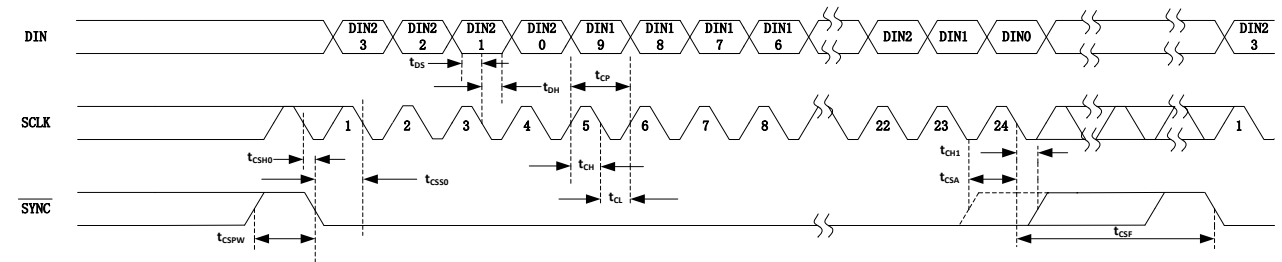 DIN
DIN2 3
DIN2 2
DIN2 1
DIN2 0
DIN1 9
DIN1 8
DIN1 7
DIN1 6
DIN2
DIN1
DIN0
DIN2 3
tDS
tDH
tCP
SCLK
1
2
3
4
5
6
7
8
22
23
24
1
tCSH0
tCSS0
tCH
tCL
tCH1
tCSA
SYNC
tCSPW
tCSF